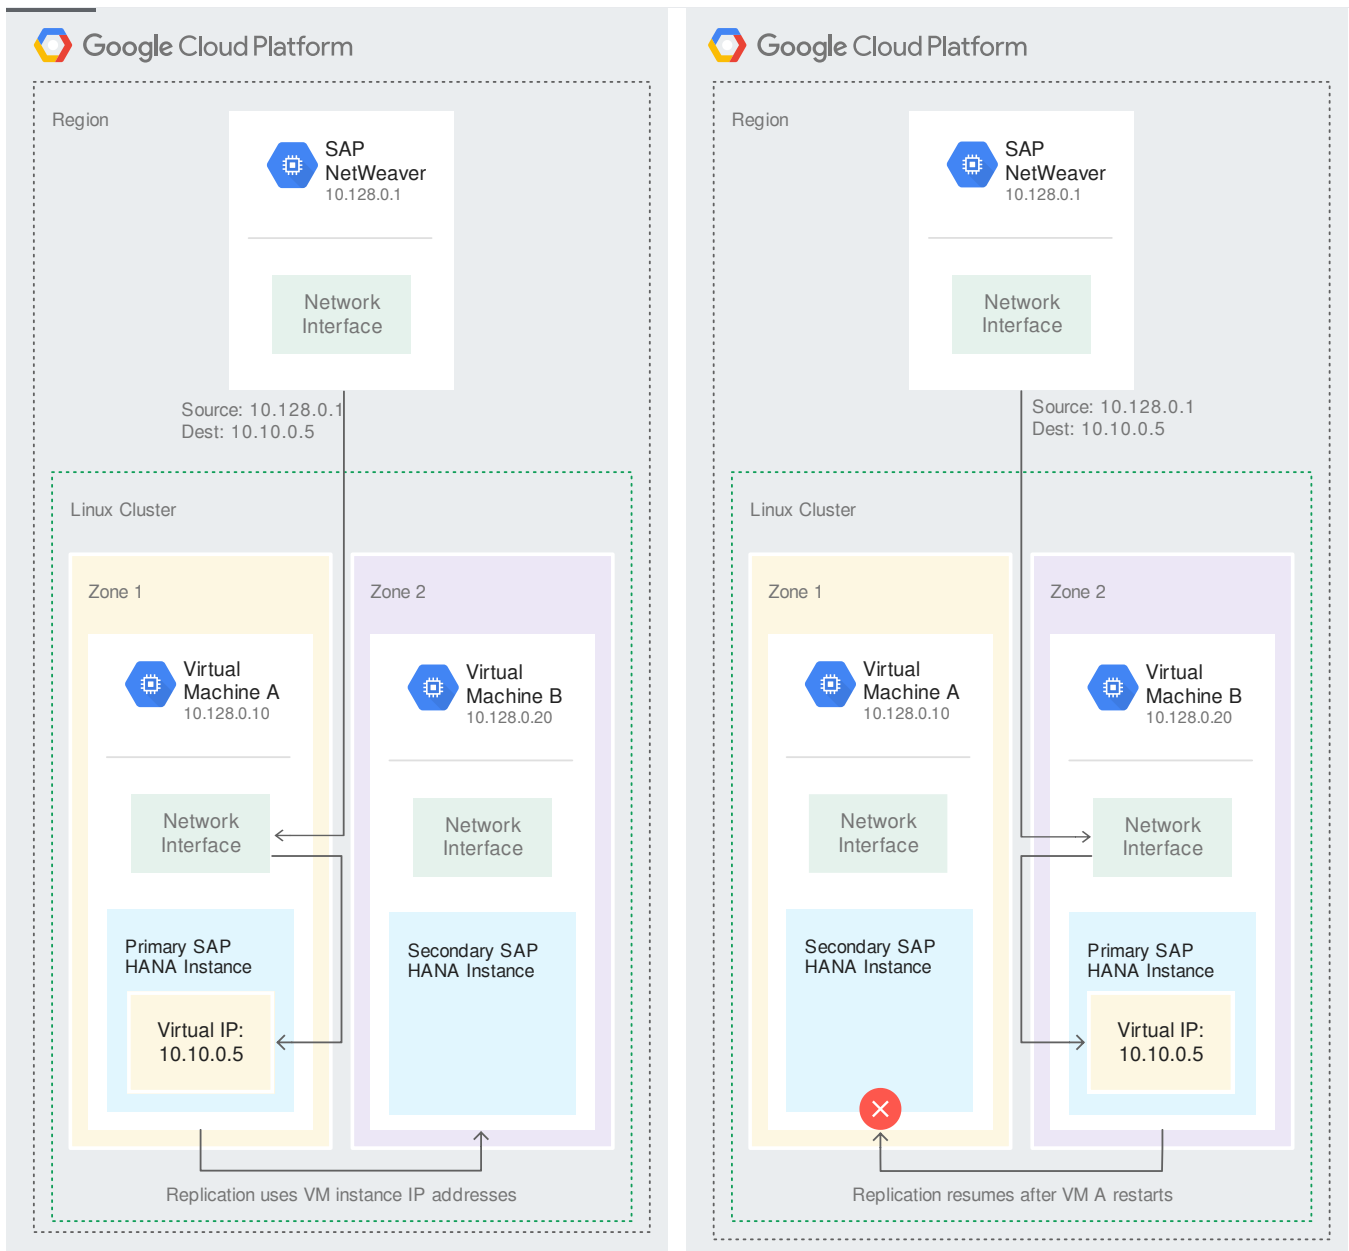 Google Cloud Platform
Region
SAP
NetWeaver
10.128.0.1
Network
Interface
Source: 10.128.0.1
Dest: 10.10.0.5
Linux Cluster
Zone 1
Virtual
Machine A
10.128.0.10
Network
Interface
Primary SAP
HANA Instance
Virtual IP:
10.10.0.5
Zone 2
Virtual
Machine B
10.128.0.20
Network
Interface
Secondary SAP
HANA Instance
Replication uses VM instance IP addresses
Google Cloud Platform
Region
SAP
NetWeaver
10.128.0.1
Network
Interface
Source: 10.128.0.1
Dest: 10.10.0.5
Linux Cluster
Zone 1
Virtual
Machine A
10.128.0.10
Network
Interface
Secondary SAP
HANA Instance
Zone 2
Virtual
Machine B
10.128.0.20
Network
Interface
Primary SAP
HANA Instance
Virtual IP:
10.10.0.5
Replication resumes after VM A restarts